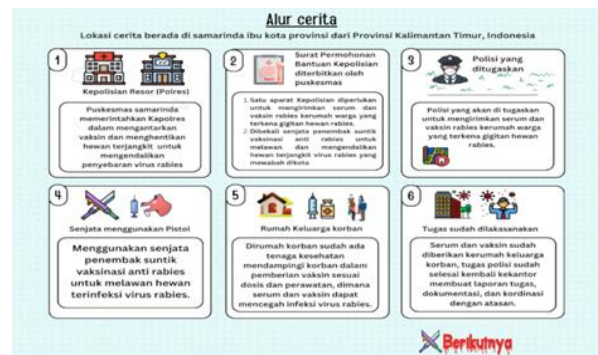 Alur cerita
Lokasi cerita berada di samarinda ibu kota provinsi dari Provinsi Kalimantan Timur, Indonesia
1
Kepolisian Resor (Polres)
Puskesmas samarinda
memerintahkan Kapolres
dalam mengantarkan
vaksin dan menghentikan
hewan terjangkit untuk
mengendalikan
penyebaran virus rabies
2
Surat Permohonan
Bantuan Kepolisian
diterbitkan oleh
puskesmas
1. Satu aparat Kepolisian diperlukan
untuk mengirimkan serum dan
vaksin rabies kerumah warga yang
terkena gigitan hewan rabies.
2. Dibekali senjata penembak suntik
vaksinasi anti rabies untuk
melawan dan mengendalikan
hewan terjangkit virus rabies yang
mewabah dikota
3
Polisi yang
ditugaskan
Polisi yang akan di tugaskan
untuk mengirimkan serum dan
vaksin rabies kerumah warga
yang terkena gigitan hewan
rabies.
4
Senjata menggunakan Pistol
Menggunakan senjata
penembak suntik
vaksinasi anti rabies
untuk melawan hewan
terinfeksi virus rabies.
5
Rumah Keluarga korban
Dirumah korban sudah ada
tenaga kesehatan
mendampingi korban dalam
pemberian vaksin sesuai
dosis dan perawatan, dimana
serum dan vaksin dapat
mencegah infeksi virus rabies.
6
Tugas sudah dilaksanakan
Serum dan vaksin sudah
diberikan kerumah keluarga
korban, tugas polisi sudah
selesai kembali kekantor
membuat laporan tugas,
dokumentasi, dan kordinasi
dengan atasan.
Berikutnya